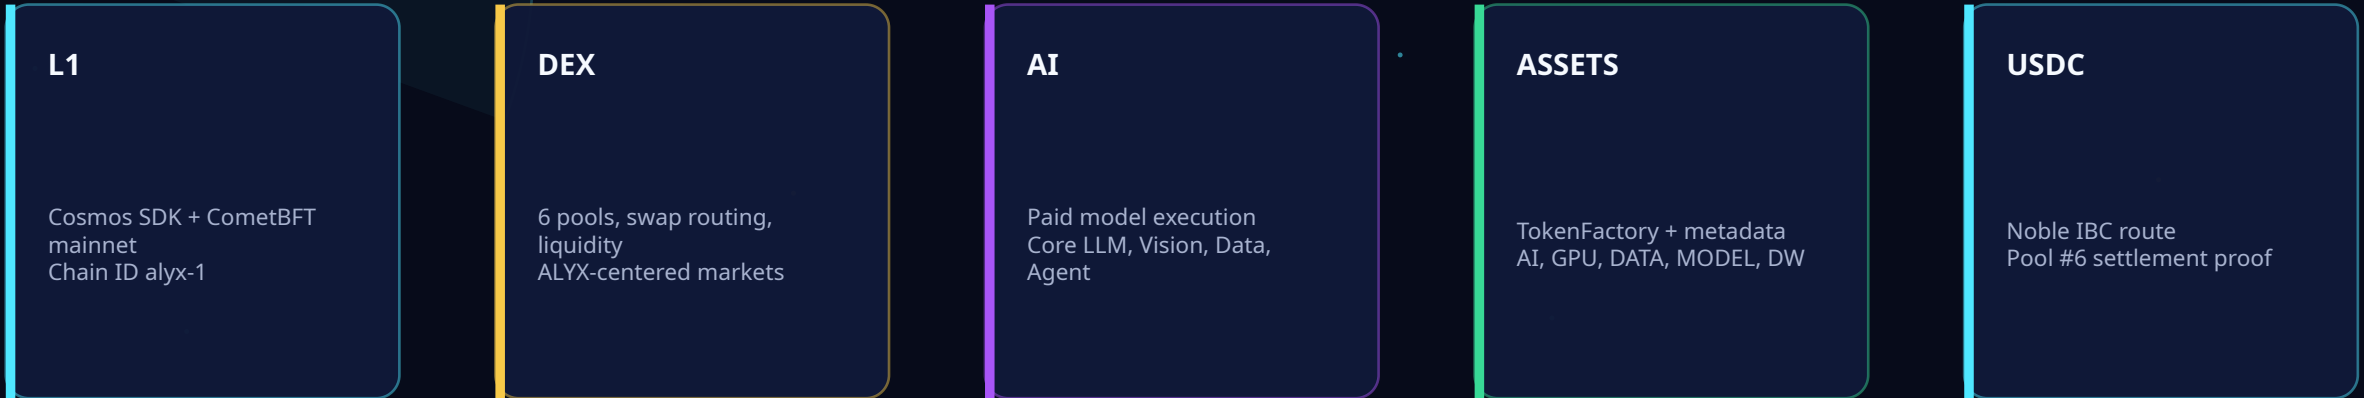 L1
Cosmos SDK + CometBFT
mainnet
Chain ID alyx-1
DEX
6 pools, swap routing,
liquidity
ALYX-centered markets
AI
Paid model execution
Core LLM, Vision, Data,
Agent
ASSETS
TokenFactory + metadata
AI, GPU, DATA, MODEL, DW
USDC
Noble IBC route
Pool #6 settlement proof